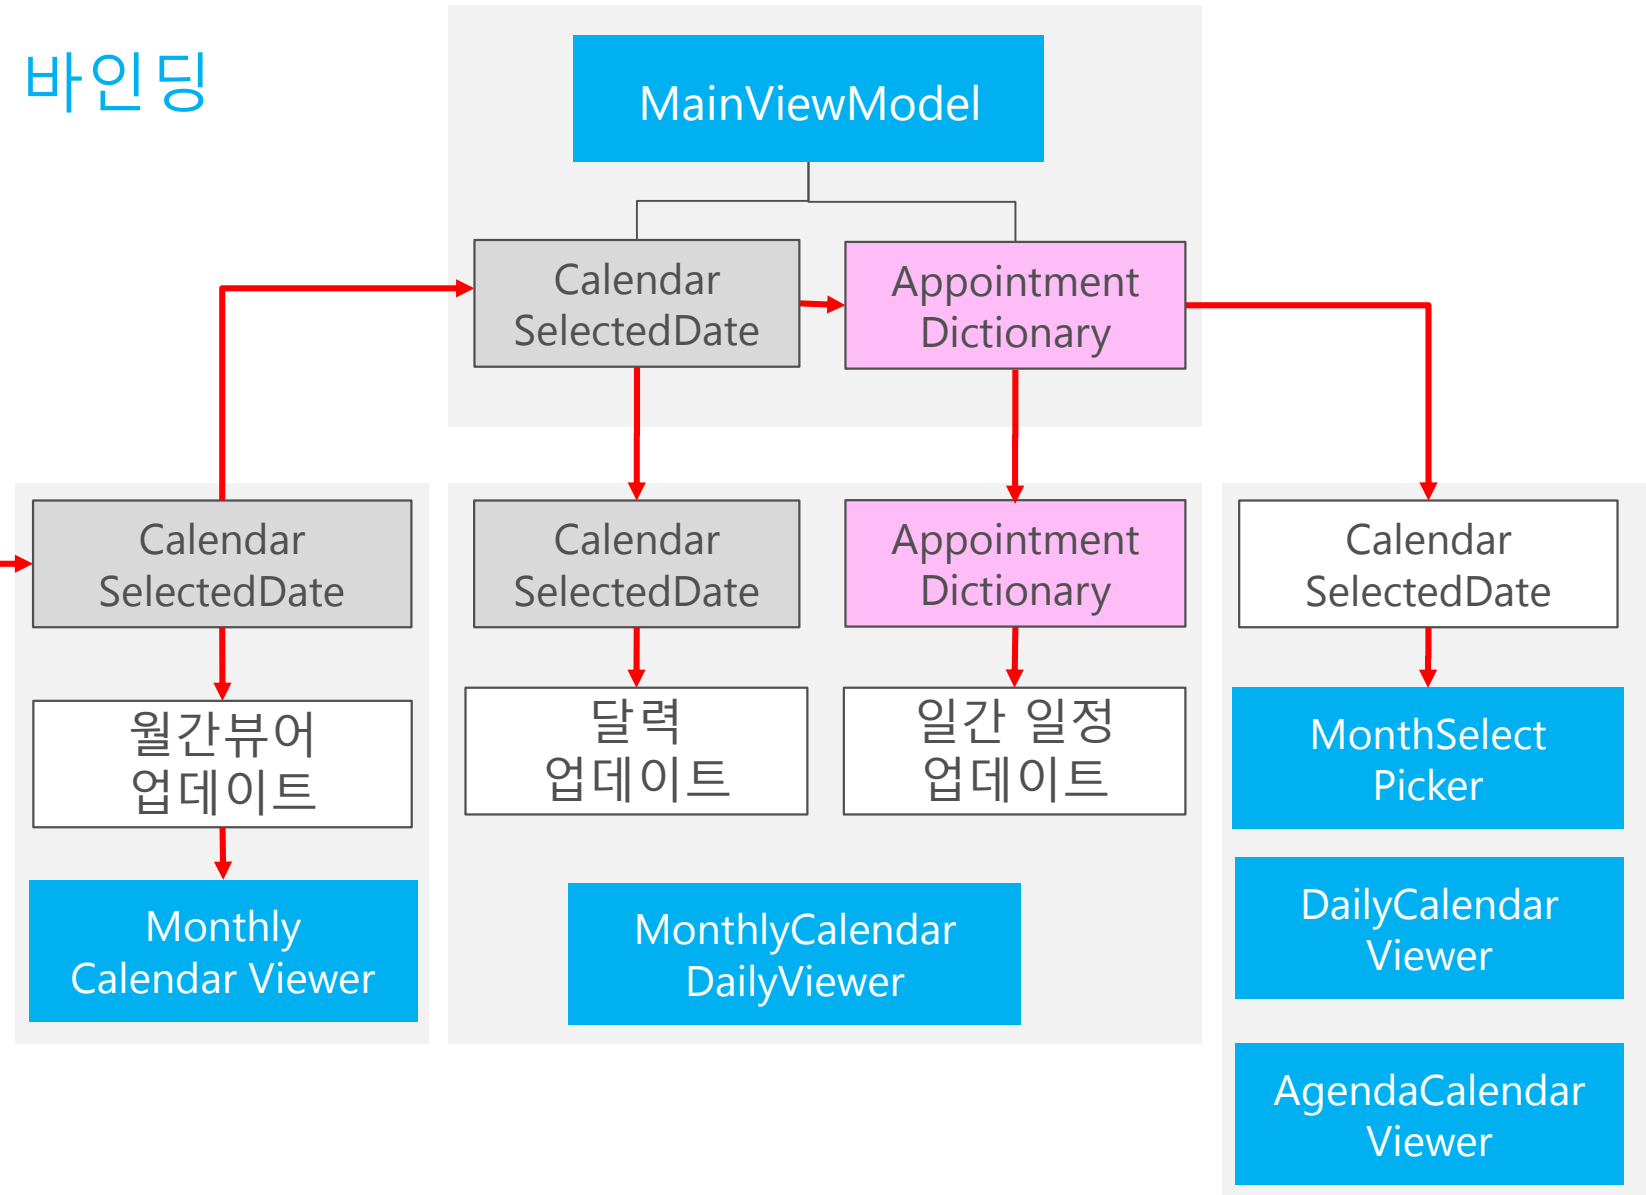 바인딩
MainViewModel
Calendar
SelectedDate
Appointment
Dictionary
Calendar
SelectedDate
Calendar
SelectedDate
Appointment
Dictionary
Calendar
SelectedDate
월간뷰어
업데이트
달력
업데이트
일간 일정
업데이트
MonthSelect
Picker
Monthly
Calendar Viewer
MonthlyCalendar
DailyViewer
DailyCalendar
Viewer
AgendaCalendar
Viewer